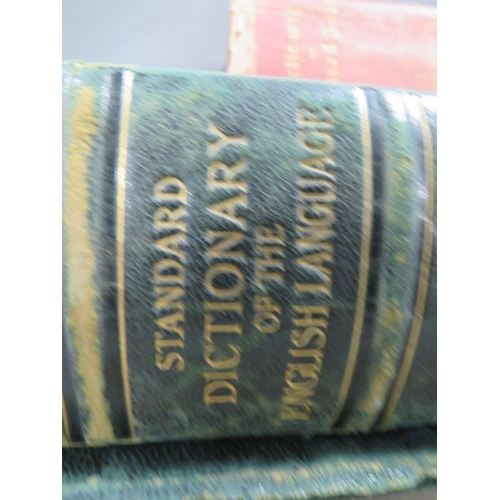 STANDARD
DICTIONARY
OF THE
ENGLISH LANGUAGE